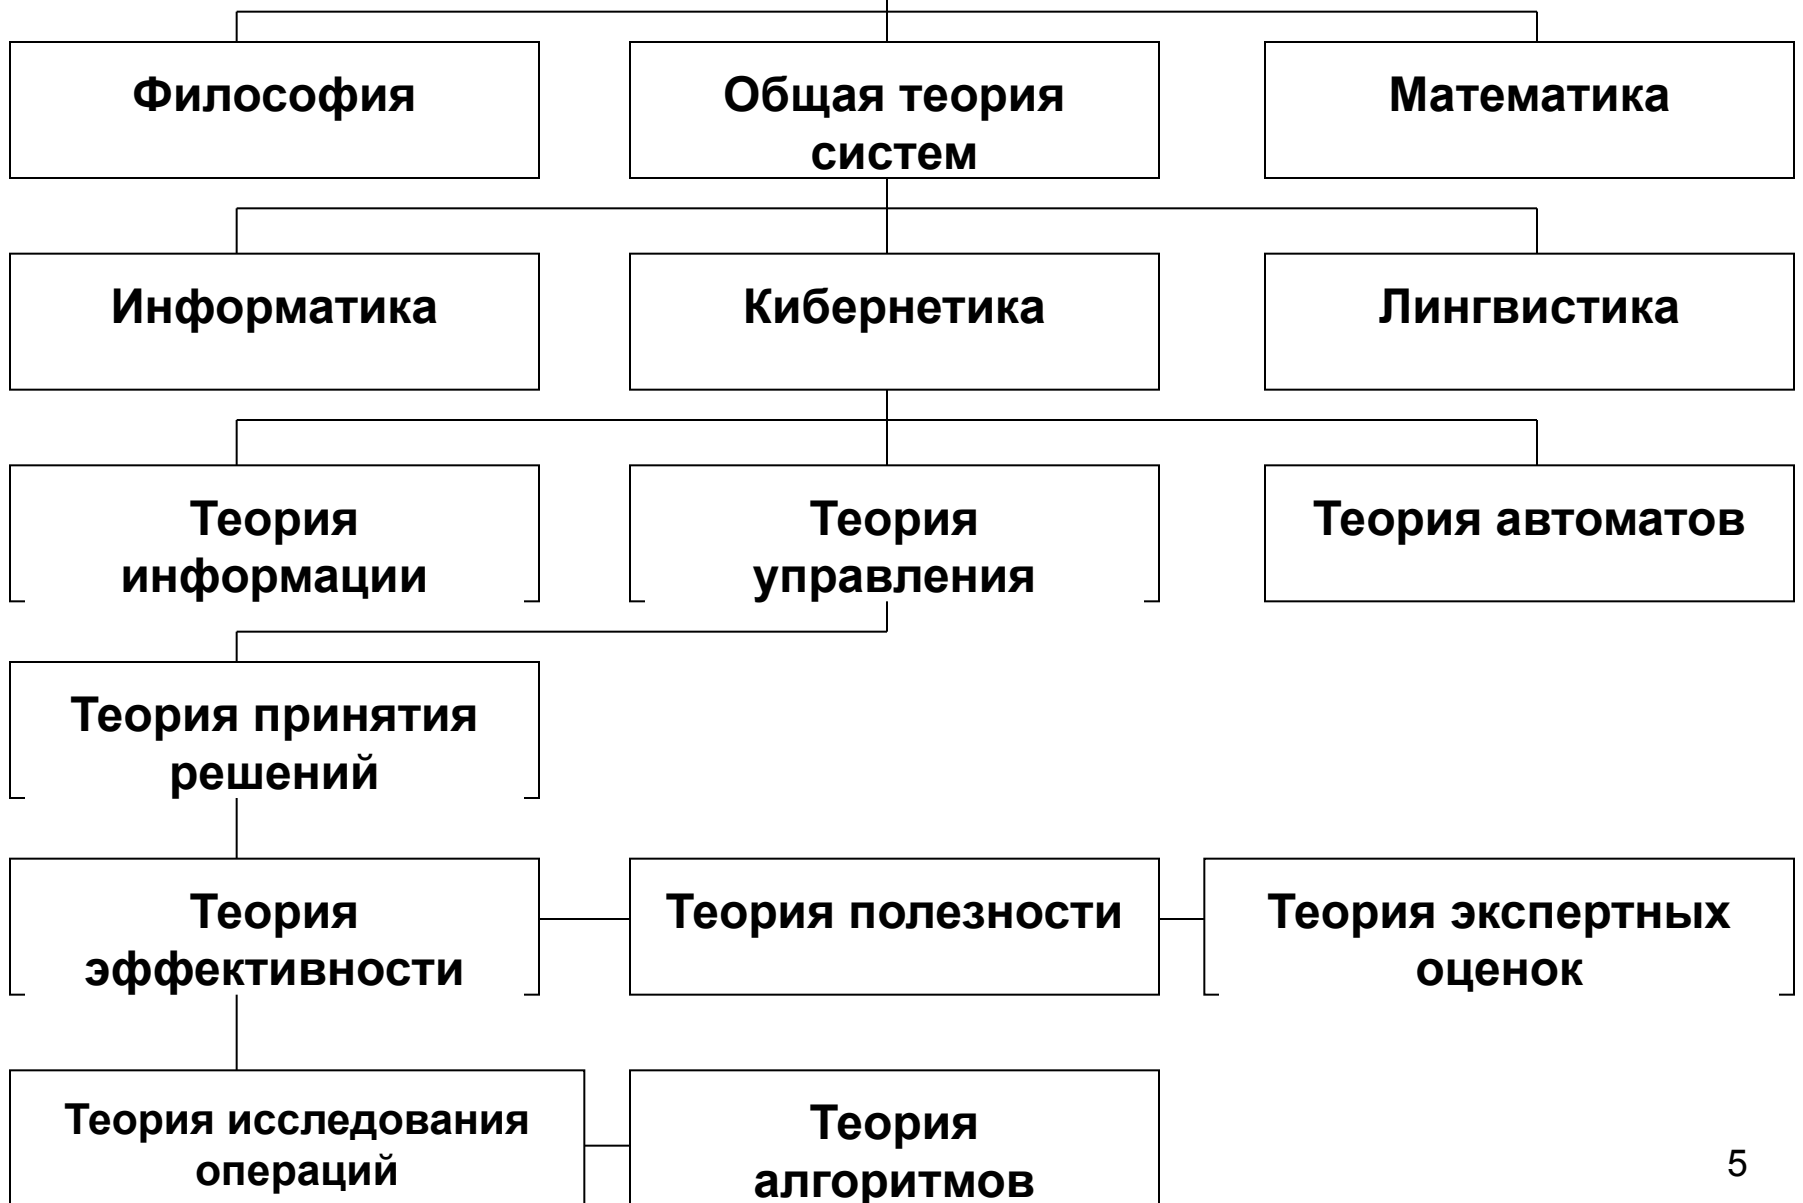 Философия
Общая теория
систем
Математика
Информатика
Кибернетика
Лингвистика
Теория
информации
Теория
управления
Теория автоматов
Теория принятия
решений
Теория
эффективности
Теория полезности
Теория экспертных
оценок
Теория исследования
операций
Теория
алгоритмов
5